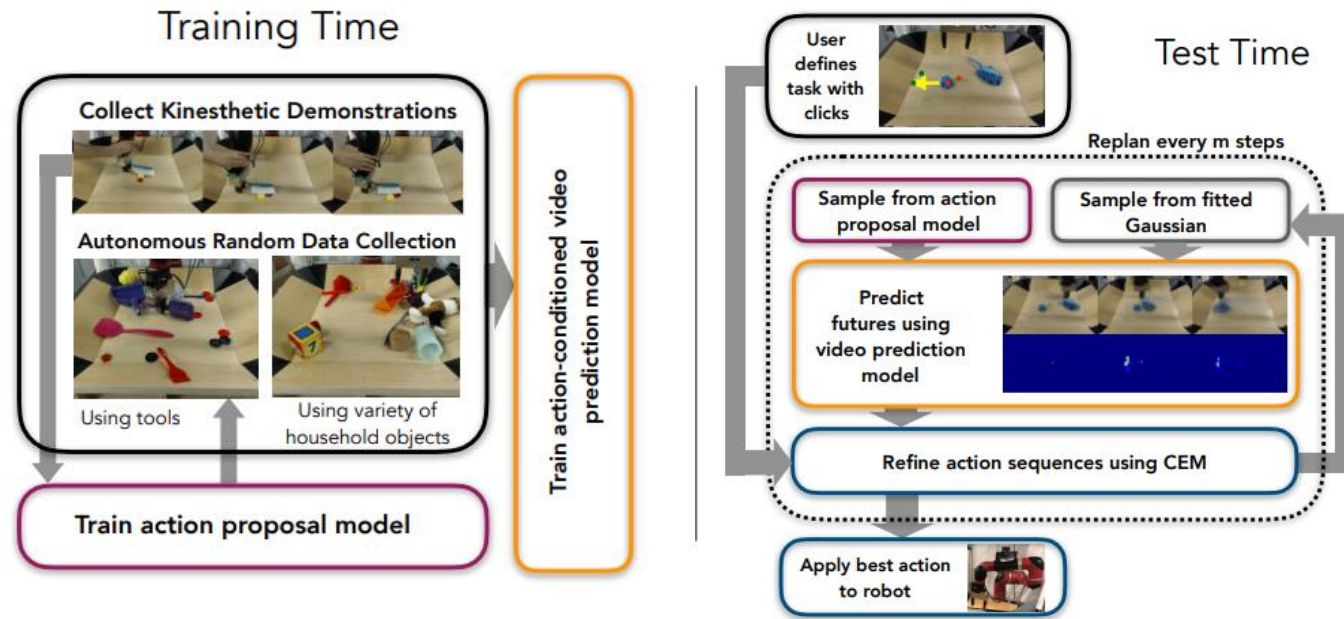 Training Time
Collect Kinesthetic Demonstrations
Autonomous Random Data Collection
Using tools
Using variety of
household objects
Train action proposal model
Train action-conditioned video
prediction model
Test Time
User
defines
task with
clicks
Replan every m steps
Sample from action
proposal model
Sample from fitted
Gaussian
Predict
futures using
video prediction
model
Refine action sequences using CEM
Apply best action
to robot